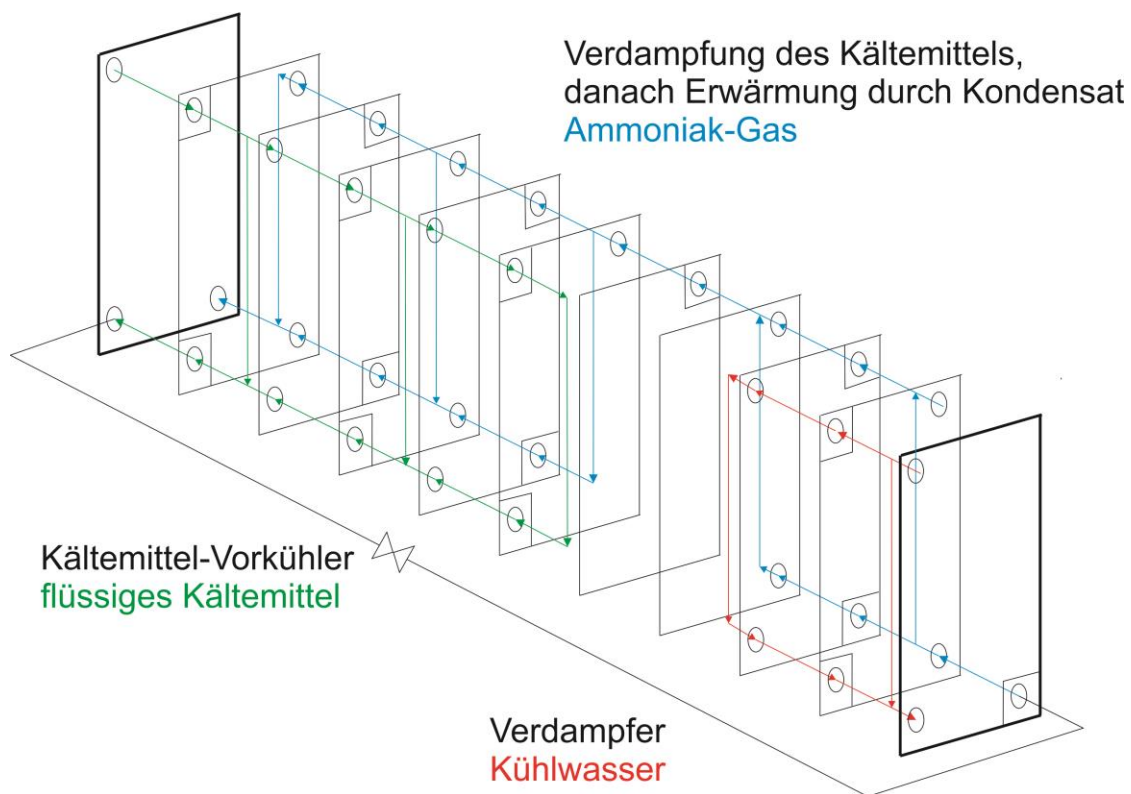 Verdampfung des Kältemittels,
danach Erwärmung durch Kondensat
Ammoniak-Gas
Kältemittel-Vorkühler
flüssiges Kältemittel
Verdampfer
Kühlwasser